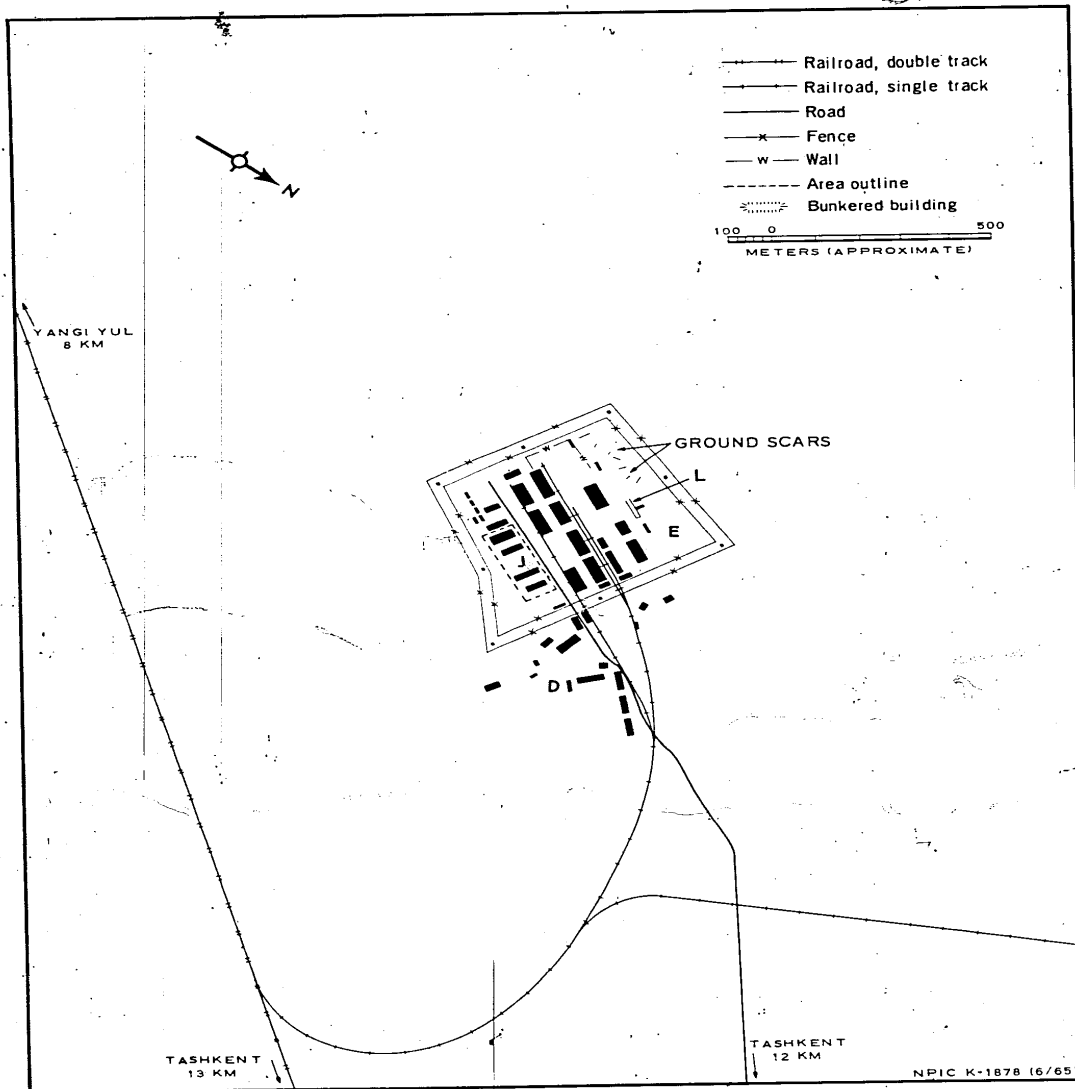 Railroad, double track
Railroad, single track
Road
Fence
W Wall
Area outline
Bunkered building
100 0 500
METERS (APPROXIMATE)
N
YANGI YUL
8 KM
GROUND SCARS
L
E
J
D
TASHKENT
13 KM
TASHKENT
12 KM
NPIC K-1878 (6/65)